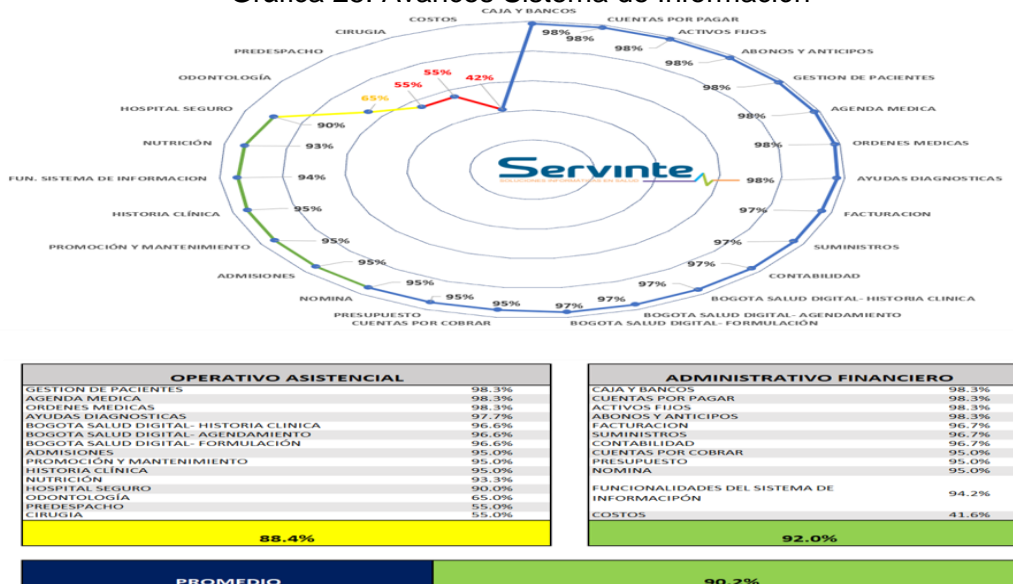 Gráfica 28. Avances Sistema de Información
CAJA Y BANCOS
CUENTAS POR PAGAR
ACTIVOS FIJOS
ABONOS Y ANTICIPOS
GESTION DE PACIENTES
AGENDA MEDICA
ORDENES MEDICAS
AYUDAS DIAGNOSTICAS
FACTURACION
SUMINISTROS
CONTABILIDAD
BOGOTA SALUD DIGITAL- HISTORIA CLINICA
BOGOTA SALUD DIGITAL- AGENDAMIENTO
BOGOTA SALUD DIGITAL- FORMULACIÓN
CUENTAS POR COBRAR
PRESUPUESTO
NOMINA
ADMISIONES
PROMOCIÓN Y MANTENIMIENTO
HISTORIA CLÍNICA
FUN. SISTEMA DE INFORMACION
NUTRICIÓN
HOSPITAL SEGURO
ODONTOLOGÍA
PREDESPACHO
CIRUGIA
COSTOS
98%
98%
98%
98%
98%
98%
98%
98%
97%
97%
97%
97%
97%
97%
95%
95%
95%
95%
95%
94%
93%
90%
65%
55%
55%
42%
Servinte
OPERATIVO ASISTENCIAL
GESTION DE PACIENTES 98.3%
AGENDA MEDICA 98.3%
ORDENES MEDICAS 98.3%
AYUDAS DIAGNOSTICAS 97.7%
BOGOTA SALUD DIGITAL- HISTORIA CLINICA 96.6%
BOGOTA SALUD DIGITAL- AGENDAMIENTO 96.6%
BOGOTA SALUD DIGITAL- FORMULACIÓN 96.6%
ADMISIONES 95.0%
PROMOCIÓN Y MANTENIMIENTO 95.0%
HISTORIA CLÍNICA 95.0%
NUTRICIÓN 93.3%
HOSPITAL SEGURO 90.0%
ODONTOLOGÍA 65.0%
PREDESPACHO 55.0%
CIRUGIA 55.0%
88.4%
ADMINISTRATIVO FINANCIERO
CAJA Y BANCOS 98.3%
CUENTAS POR PAGAR 98.3%
ACTIVOS FIJOS 98.3%
ABONOS Y ANTICIPOS 98.3%
FACTURACION 96.7%
SUMINISTROS 96.7%
CONTABILIDAD 96.7%
CUENTAS POR COBRAR 95.0%
PRESUPUESTO 95.0%
NOMINA 95.0%
FUNCIONALIDADES DEL SISTEMA DE
INFORMACIPÓN 94.2%
COSTOS 41.6%
92.0%
PROMEDIO 90.2%